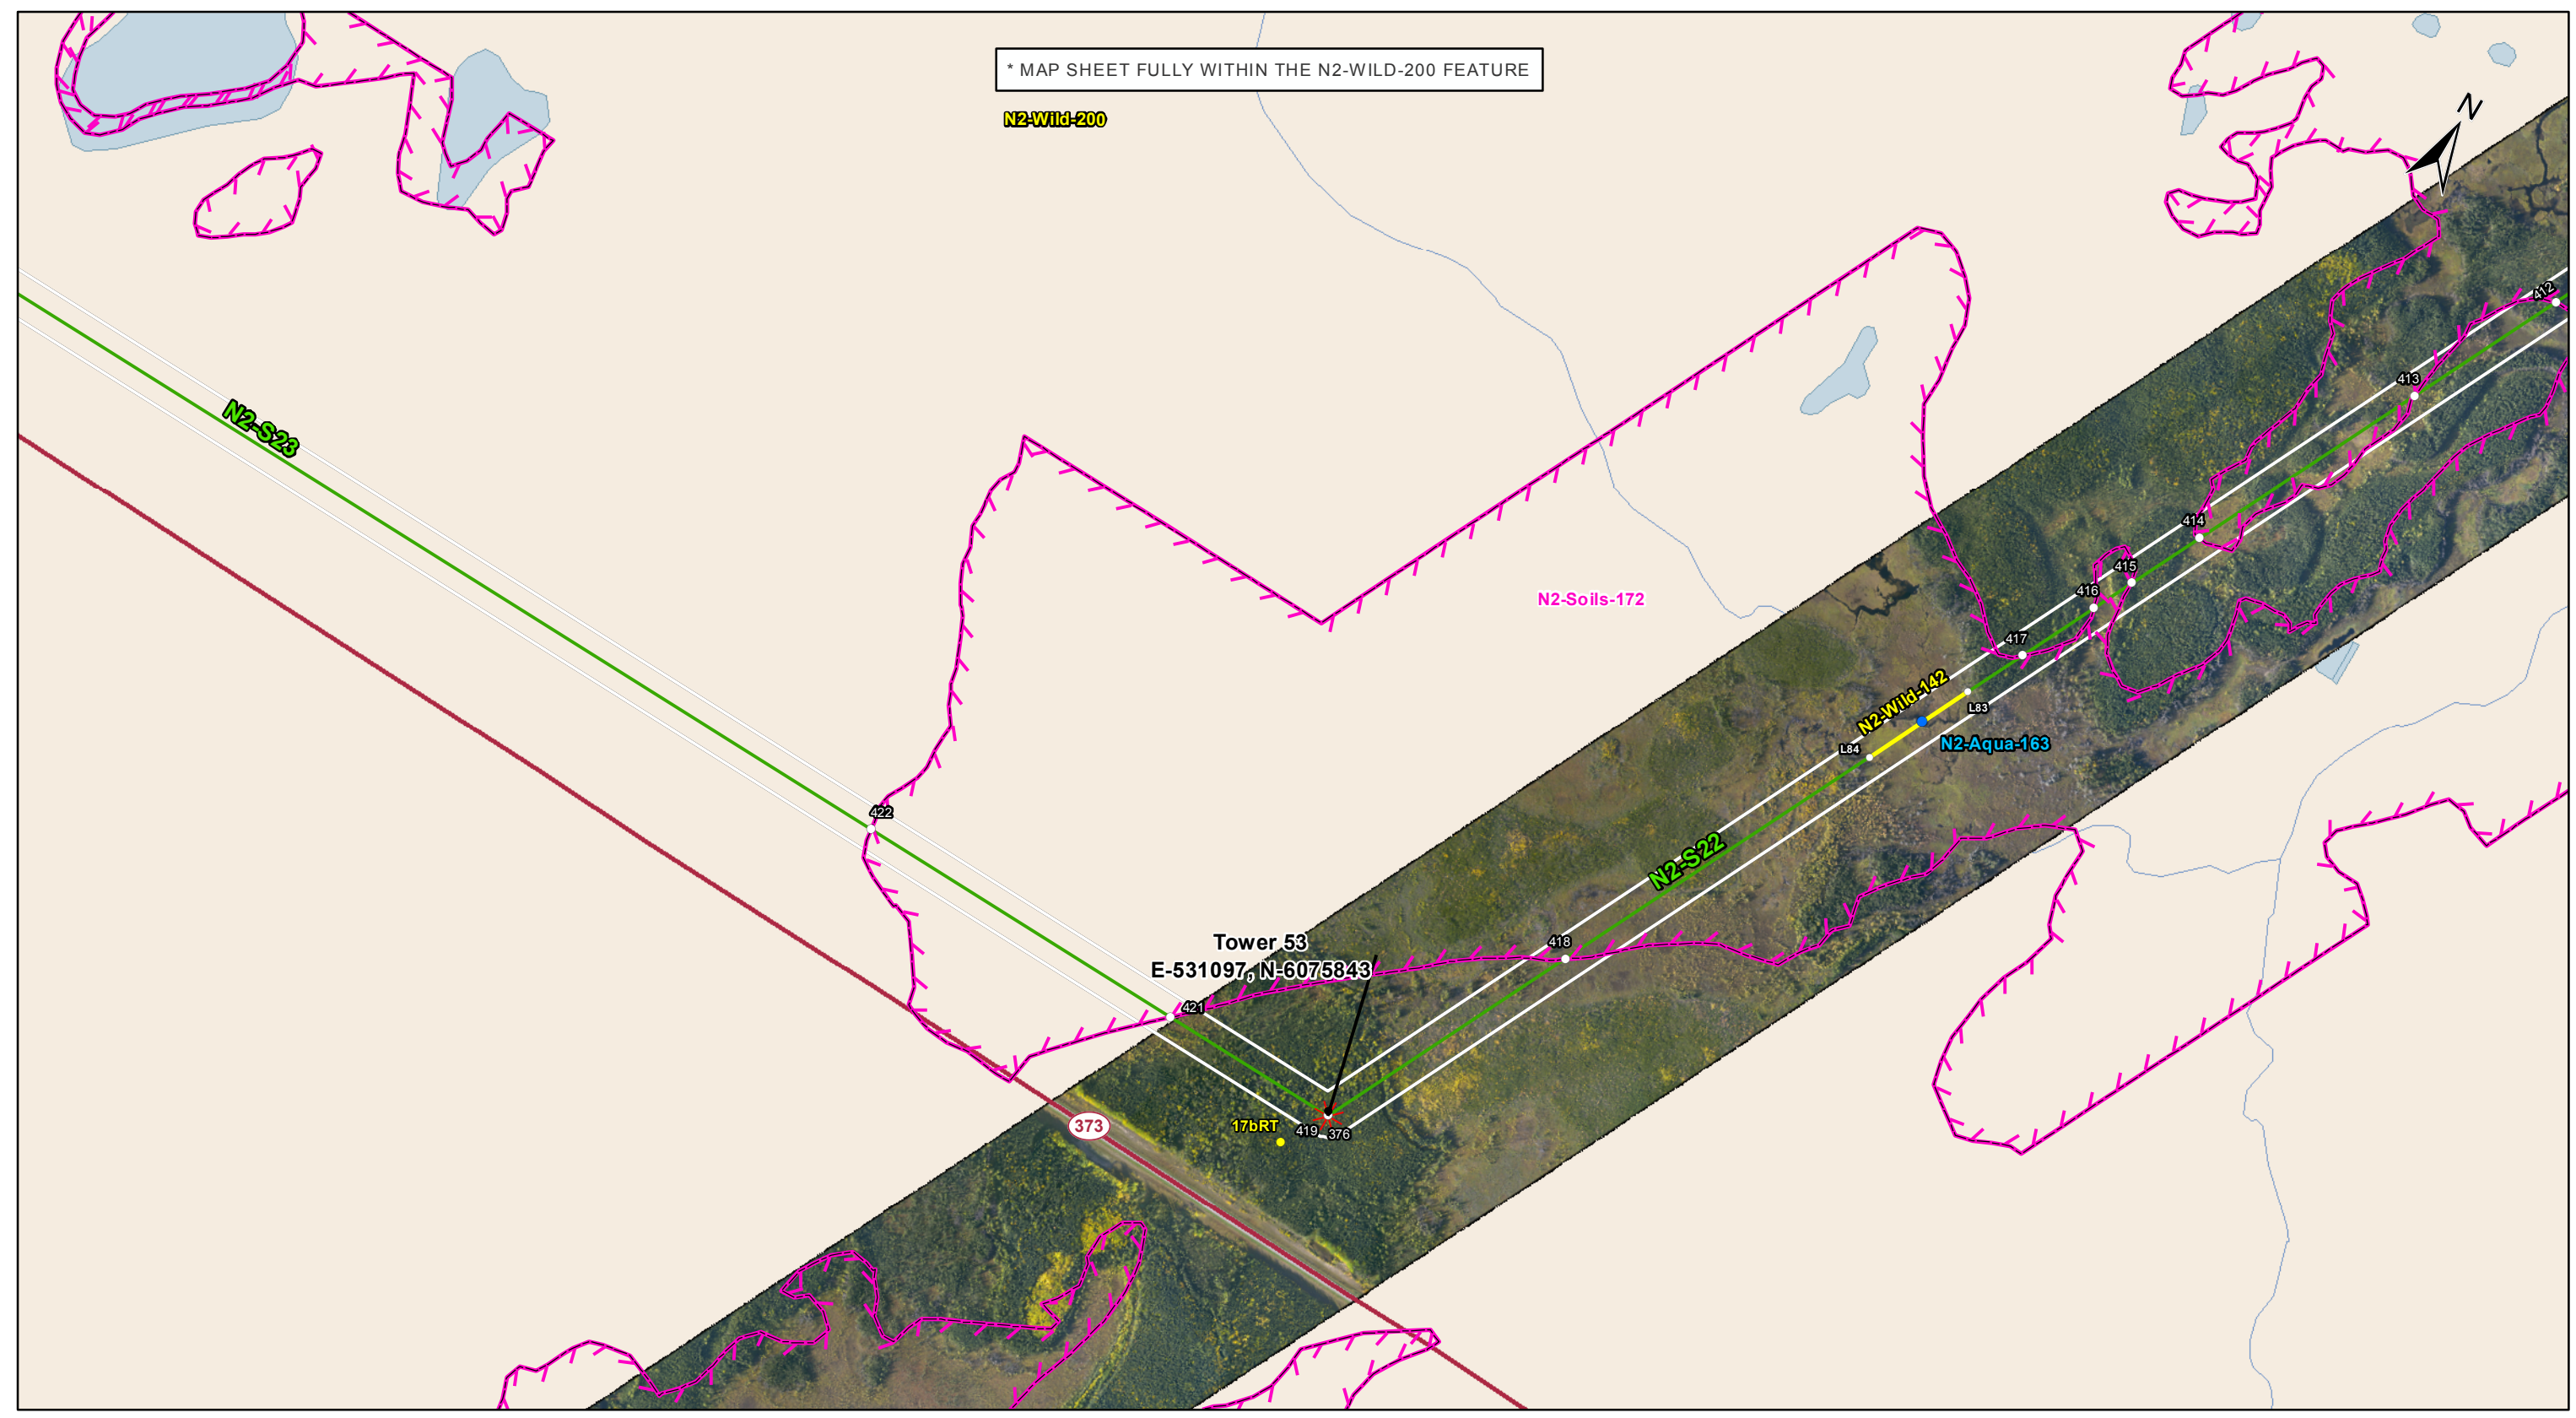 * MAP SHEET FULLY WITHIN THE N2-WILD-200 FEATURE
N2-Wild-200
N
412
413
N2-S23
414
415
416
N2-Soils-172
417
N2-Wild-142
L83
N2-Aqua-163
L84
422
N2-S22
Tower 53
E-531097, N-6075843
418
421
373
17bRT
419
376